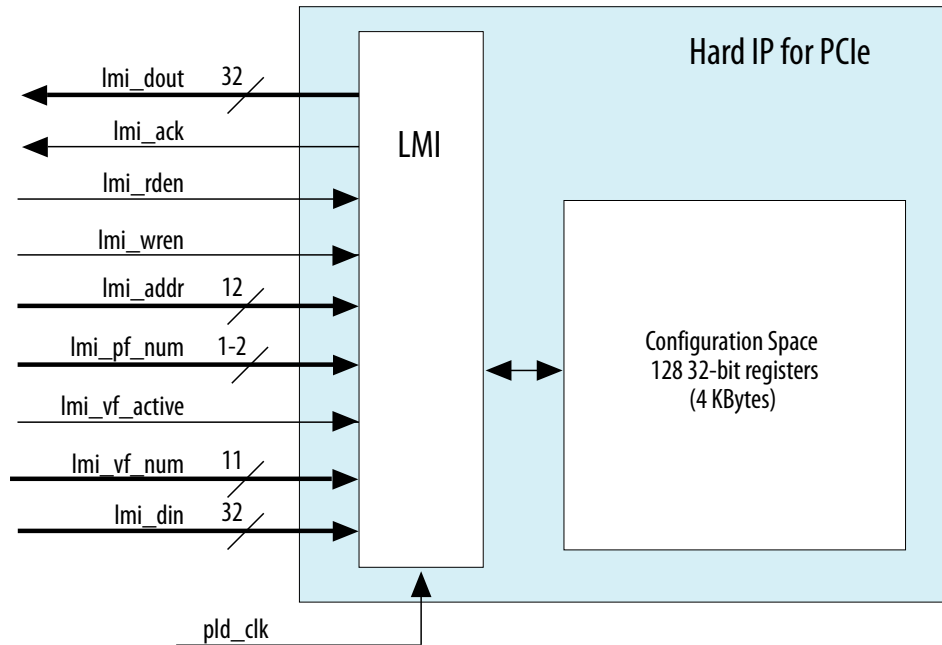 Hard IP for PCIe
lmi_dout 32
lmi_ack
LMI
lmi_rden
lmi_wren
lmi_addr 12
lmi_pf_num 1-2
lmi_vf_active
lmi_vf_num 11
lmi_din 32
Configuration Space
128 32-bit registers
(4 KBytes)
pld_clk